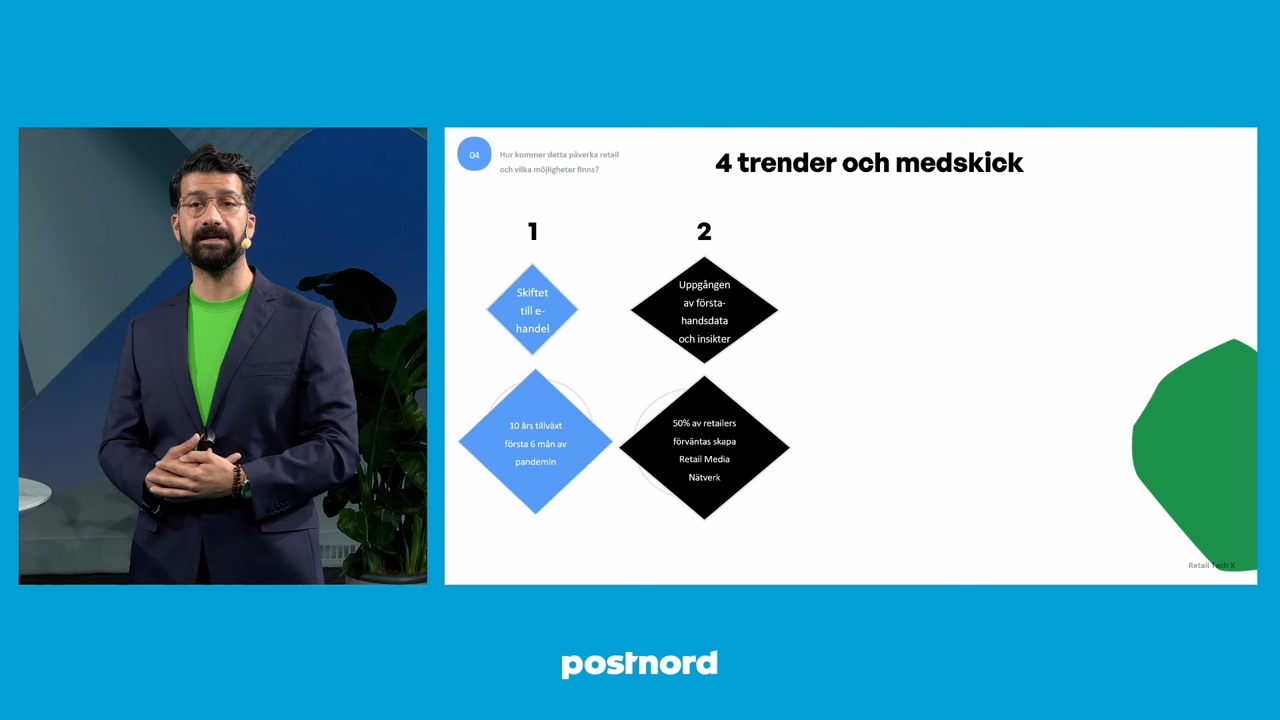 04
Hur kommer detta påverka retail
och vilka möjligheter finns?
4 trender och medskick
1
2
Skiftet
till e-
handel
Uppgången
av första-
handsdata
och insikter
10 års tillväxt
första 6 mån av
pandemin
50% av retailers
förväntas skapa
Retail Media
Nätverk
Retail Tech X
postnord